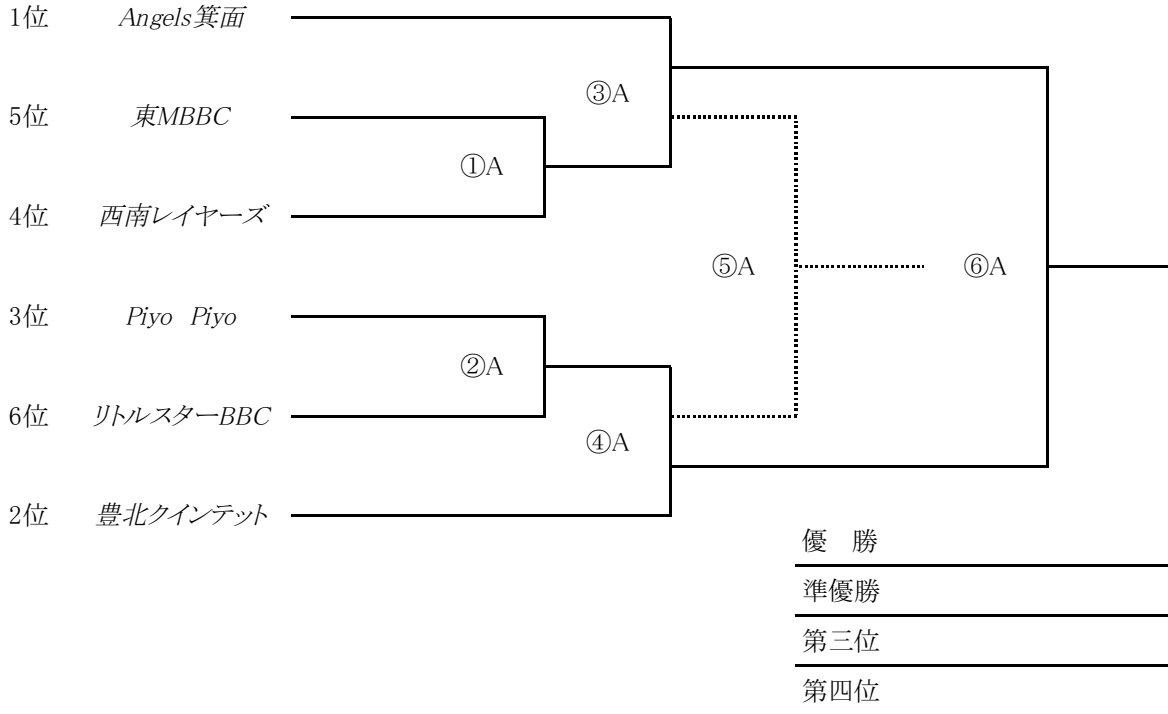 1位 Angels箕面
③A
5位 東MBBC
①A
4位 西南レイヤーズ
⑤A ⑥A
3位 Piyo Piyo
②A
6位 リトルスターBBC
④A
2位 豊北クインテット
優 勝
準優勝
第三位
第四位